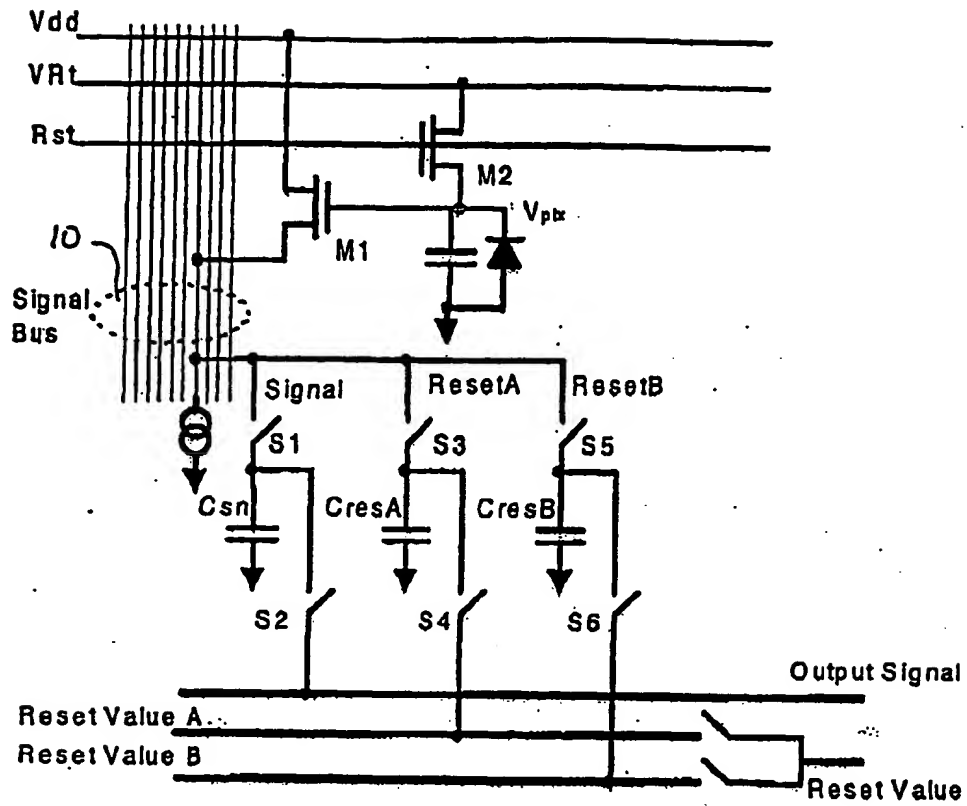 Vdd
VRt
Rst
M2
Vpix
M1
10
Signal
Bus
Signal
ResetA
ResetB
S1
S3
S5
Csn
CresA
CresB
S2
S4
S6
Output Signal
Reset Value A
Reset Value B
Reset Value